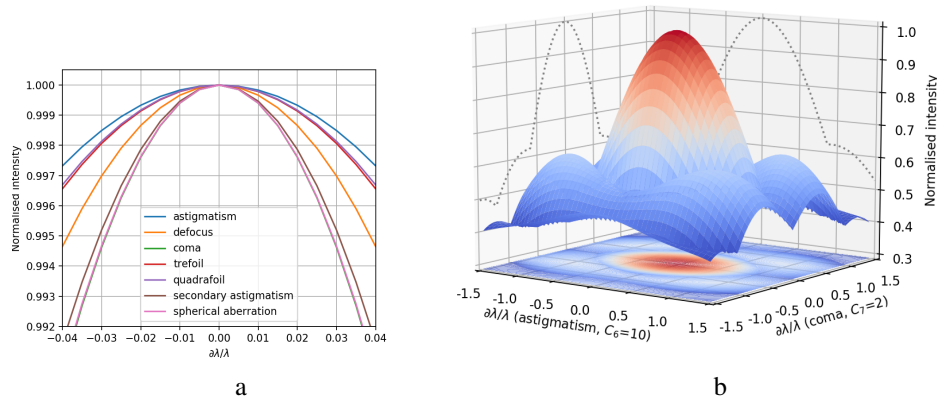 1.000
0.999
0.998
0.997
0.996
0.995
0.994
0.993
0.992
Normalised intensity
astigmatism
defocus
coma
trefoil
quadrafoil
secondary astigmatism
spherical aberration
−0.04 −0.03 −0.02 −0.01 0.00 0.01 0.02 0.03 0.04
∂λ/λ
a
1.0
0.9
0.8
0.7
0.6
0.5
0.4
0.3
Normalised intensity
-1.5 -1.0 -0.5 0.0 0.5 1.0 1.5
∂λ/λ (astigmatism, C₆=10)
-1.5 -1.0 -0.5 0.0 0.5 1.0 1.5
∂λ/λ (coma, C₇=2)
b